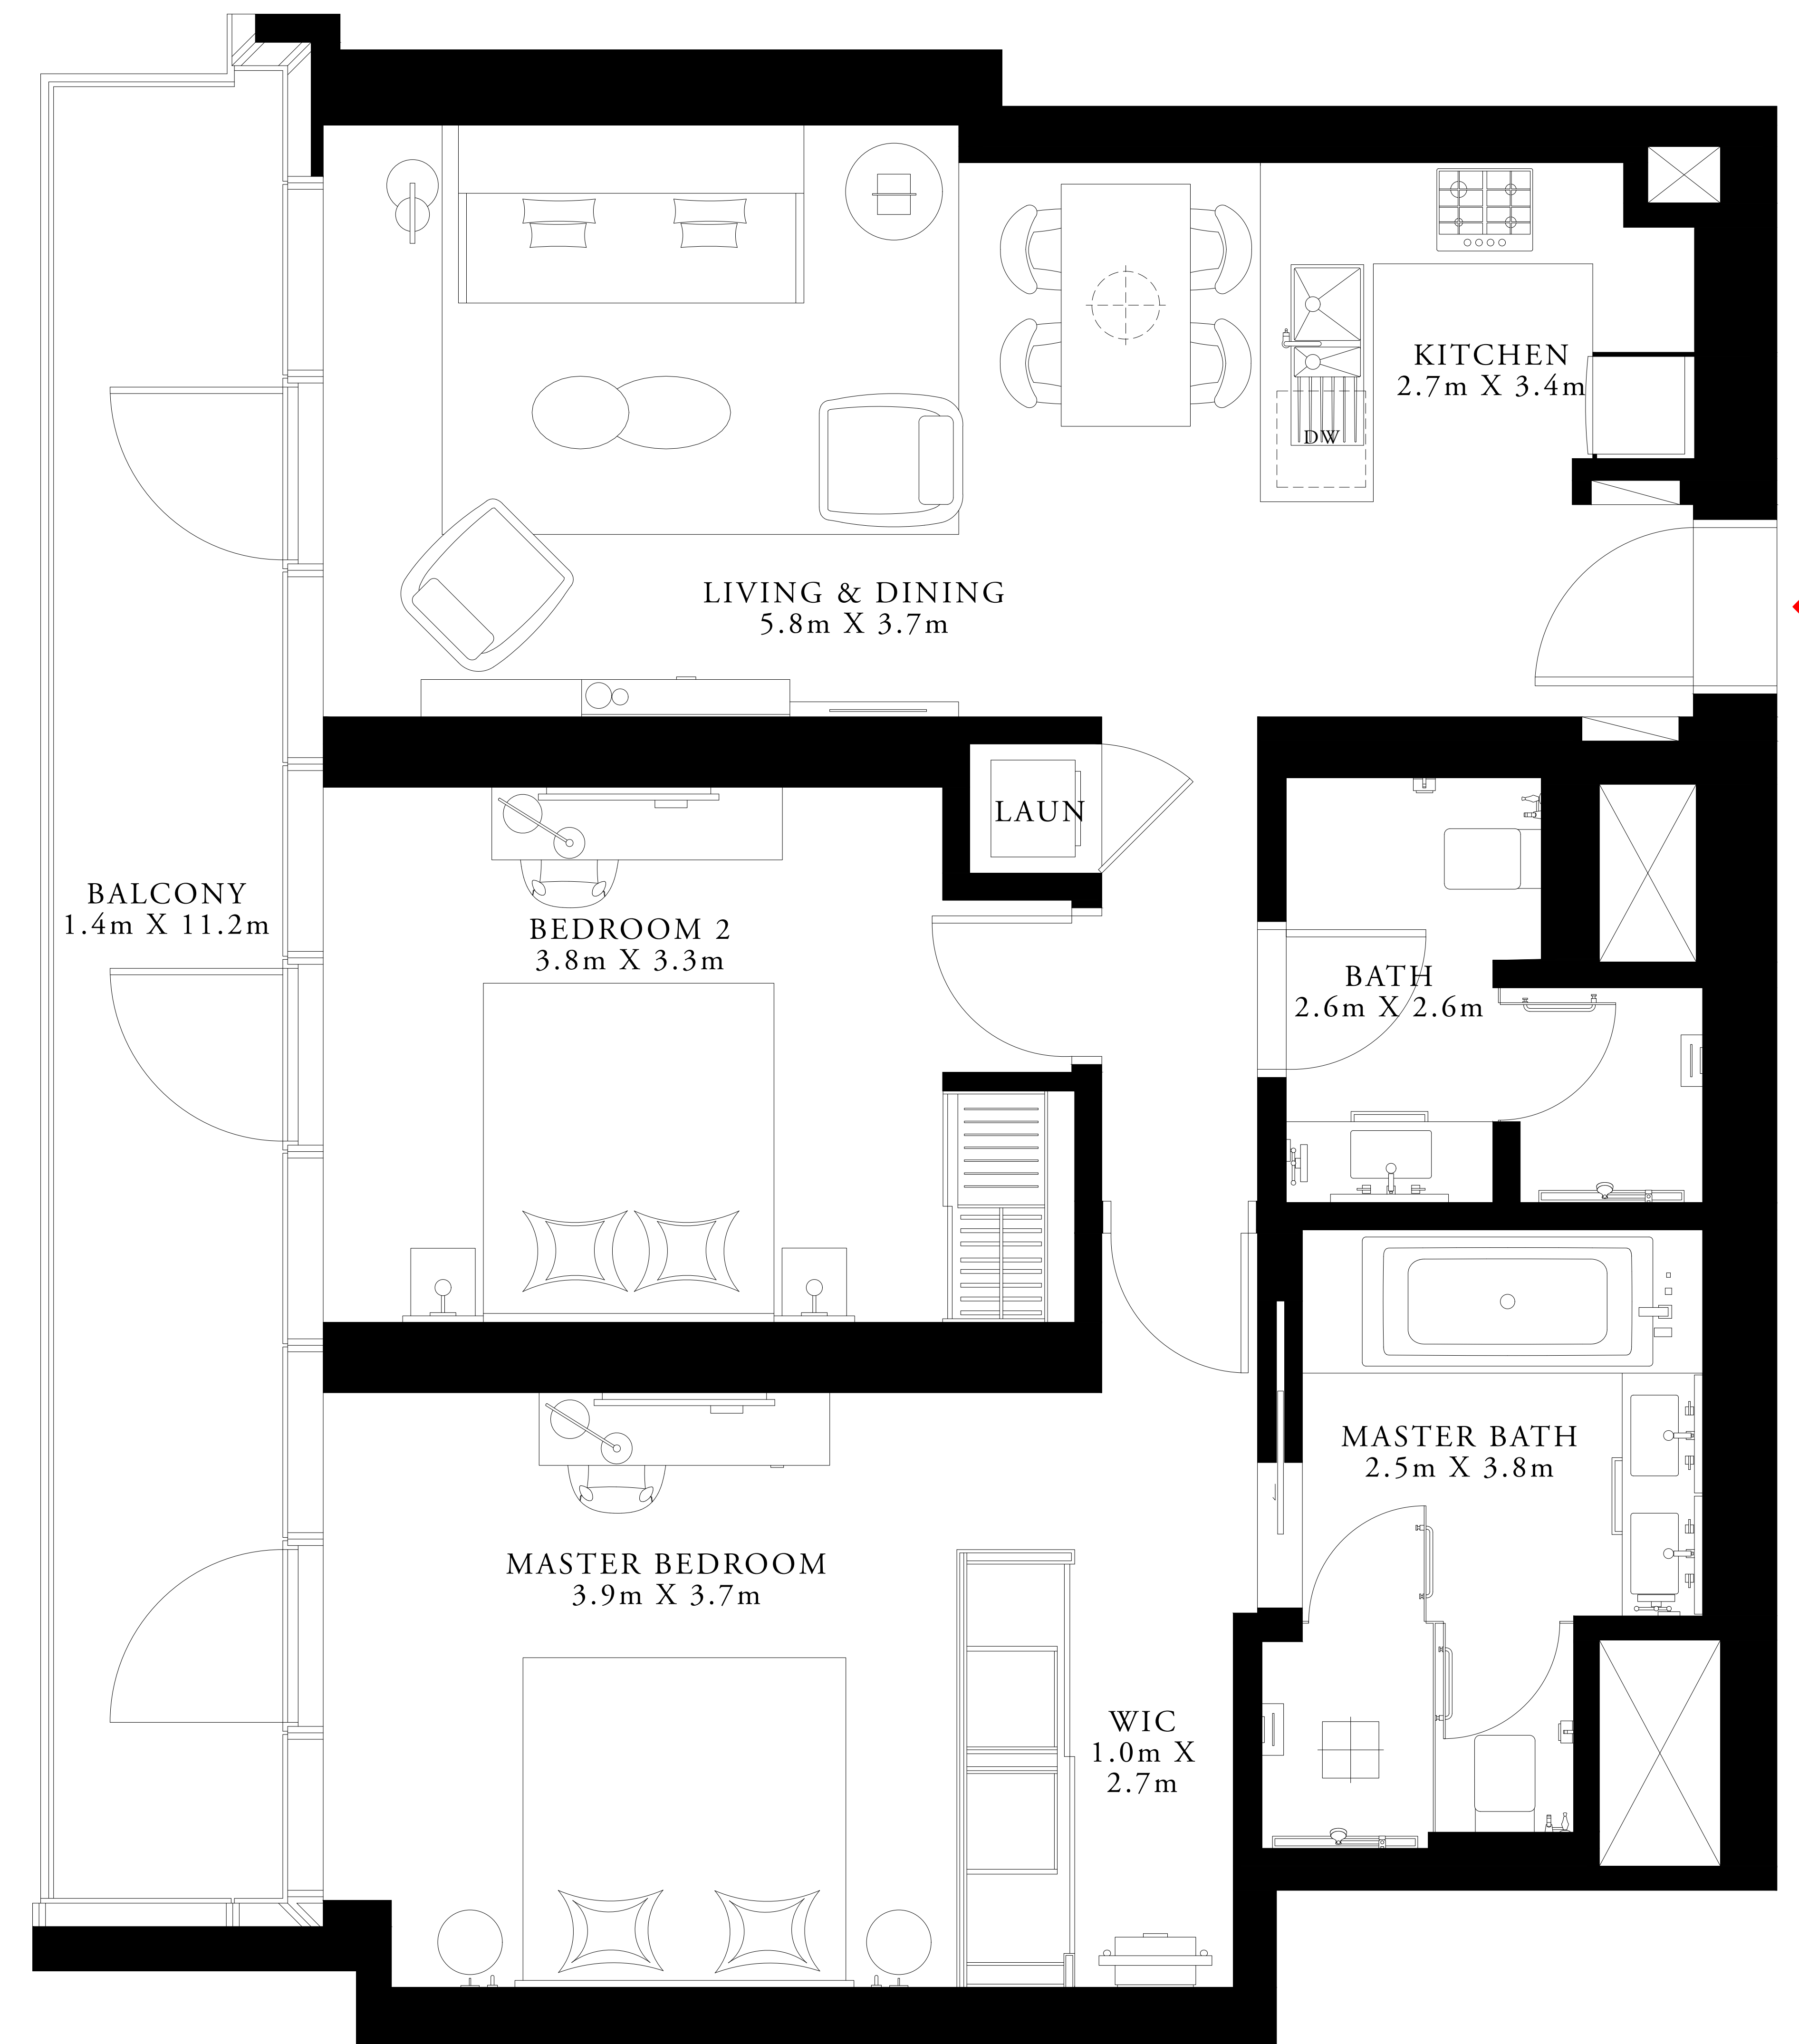 KITCHEN
2.7m X 3.4m
DW
LIVING & DINING
5.8m X 3.7m
LAUN
BALCONY
1.4m X 11.2m
BEDROOM 2
3.8m X 3.3m
BATH
2.6m X 2.6m
MASTER BATH
2.5m X 3.8m
MASTER BEDROOM
3.9m X 3.7m
WIC
1.0m X
2.7m